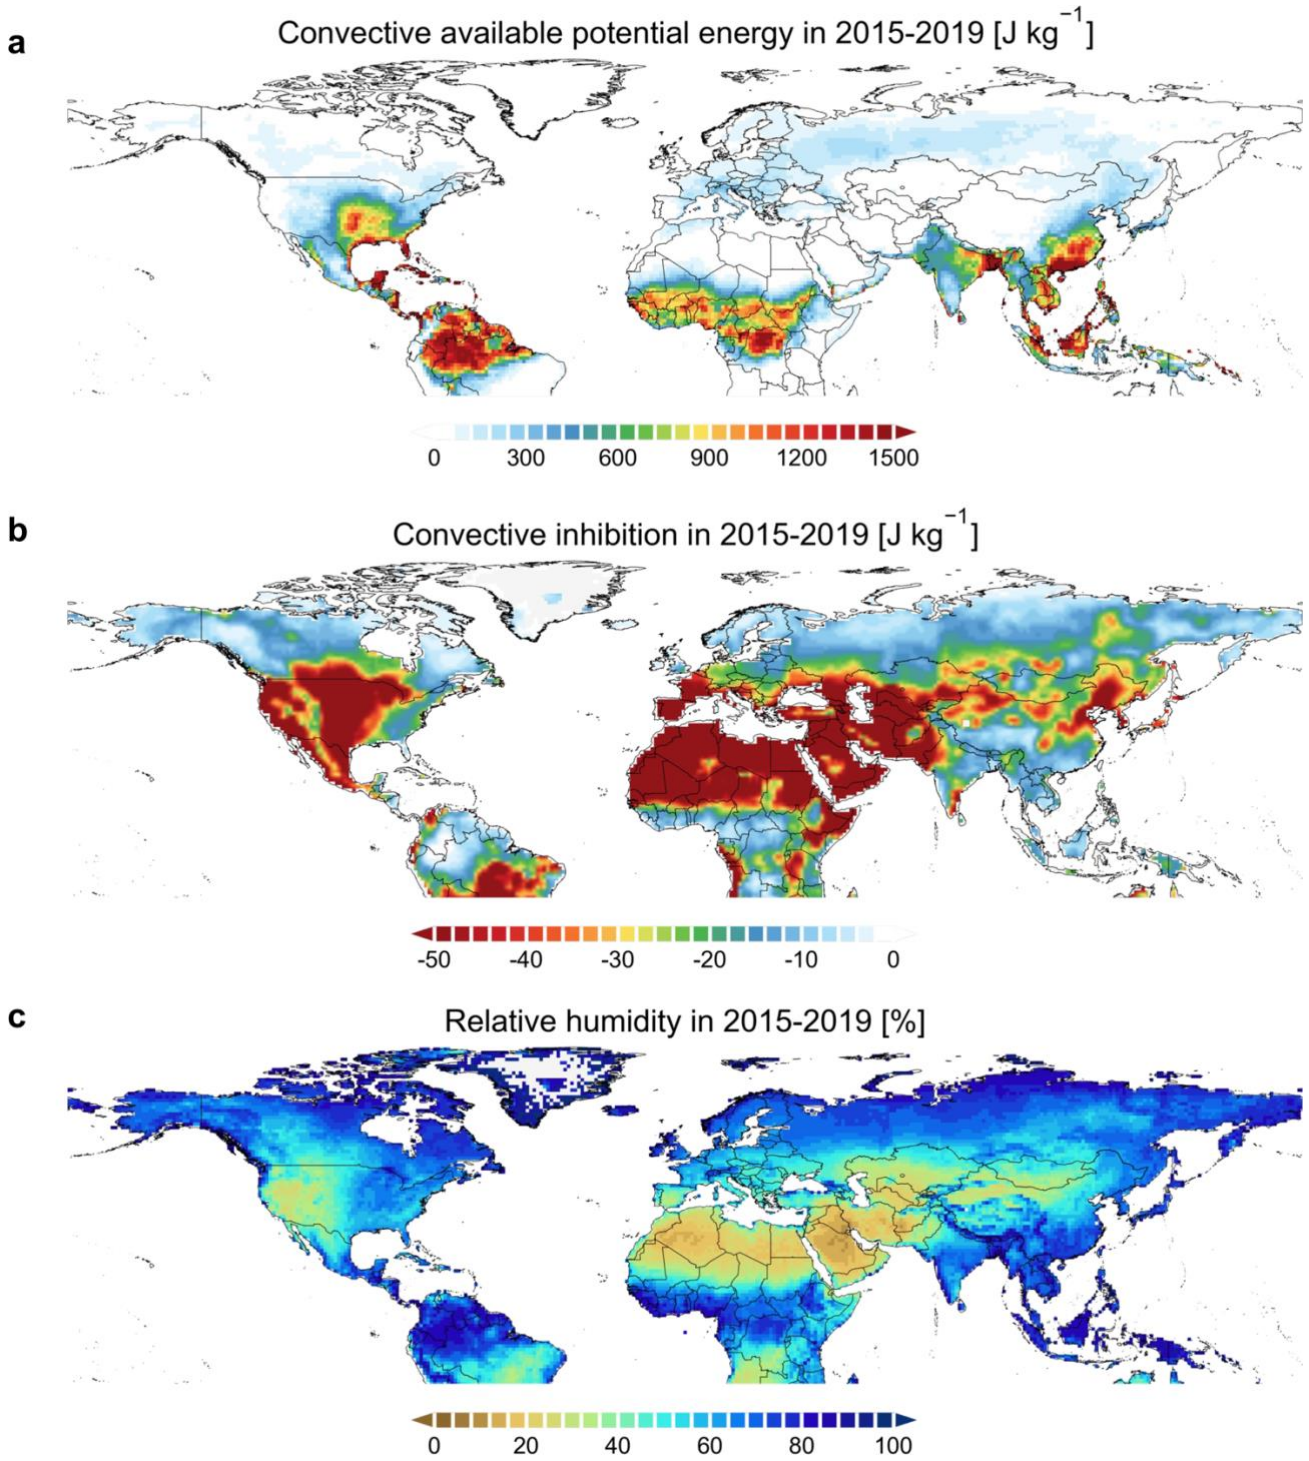 a
Convective available potential energy in 2015-2019 [J kg⁻¹]
0 300 600 900 1200 1500
b
Convective inhibition in 2015-2019 [J kg⁻¹]
-50 -40 -30 -20 -10 0
c
Relative humidity in 2015-2019 [%]
0 20 40 60 80 100